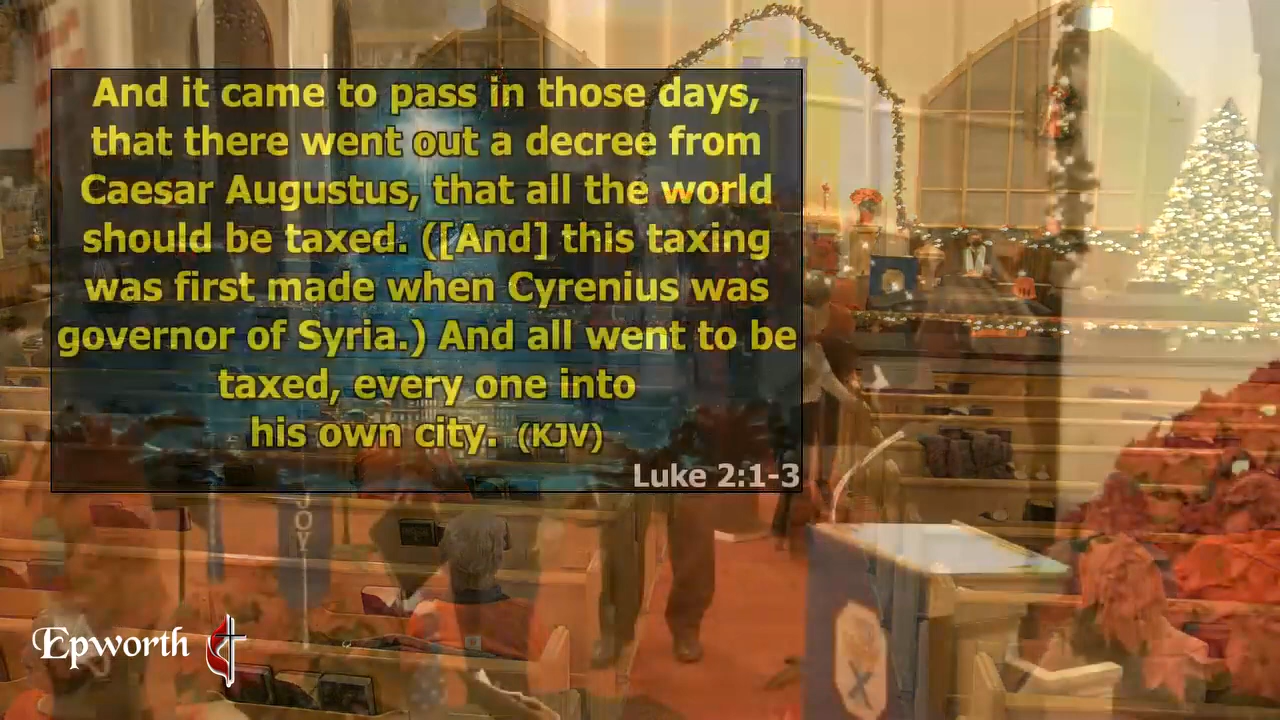 And it came to pass in those days,
that there went out a decree from
Caesar Augustus, that all the world
should be taxed. ([And] this taxing
was first made when Cyrenius was
governor of Syria.) And all went to be
taxed, every one into
his own city. (KJV)
Luke 2:1-3
JOY
Epworth